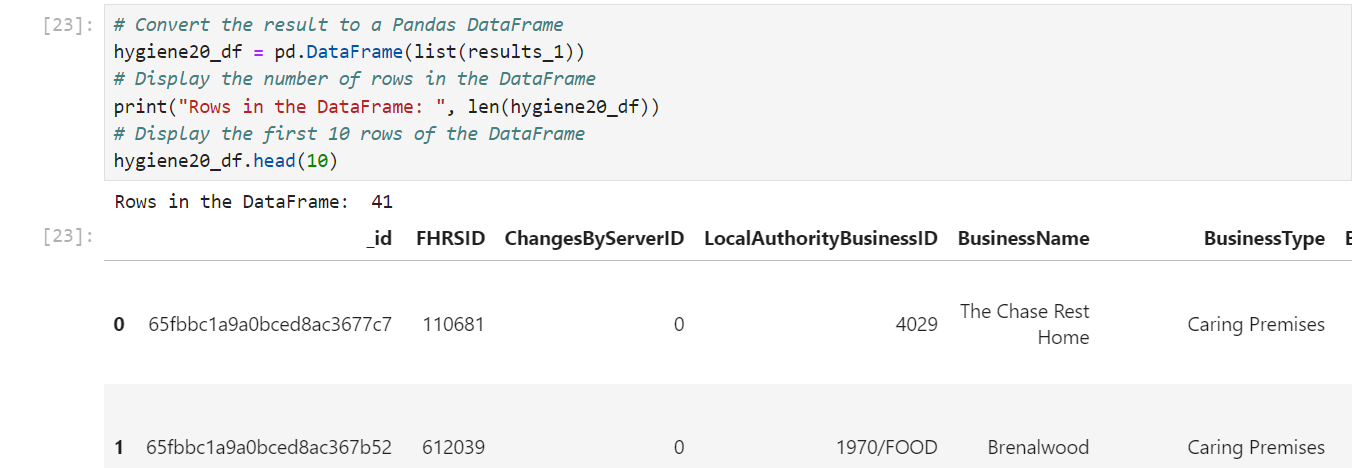 [23]: # Convert the result to a Pandas DataFrame
hygiene20_df = pd.DataFrame(list(results_1))
# Display the number of rows in the DataFrame
print("Rows in the DataFrame: ", len(hygiene20_df))
# Display the first 10 rows of the DataFrame
hygiene20_df.head(10)
Rows in the DataFrame:  41
[23]: _id FHRSID ChangesByServerID LocalAuthorityBusinessID BusinessName BusinessType
0 65fbbc1a9a0bced8ac3677c7 110681 0 4029 The Chase Rest Caring Premises
Home
1 65fbbc1a9a0bced8ac367b52 612039 0 1970/FOOD Brenalwood Caring Premises